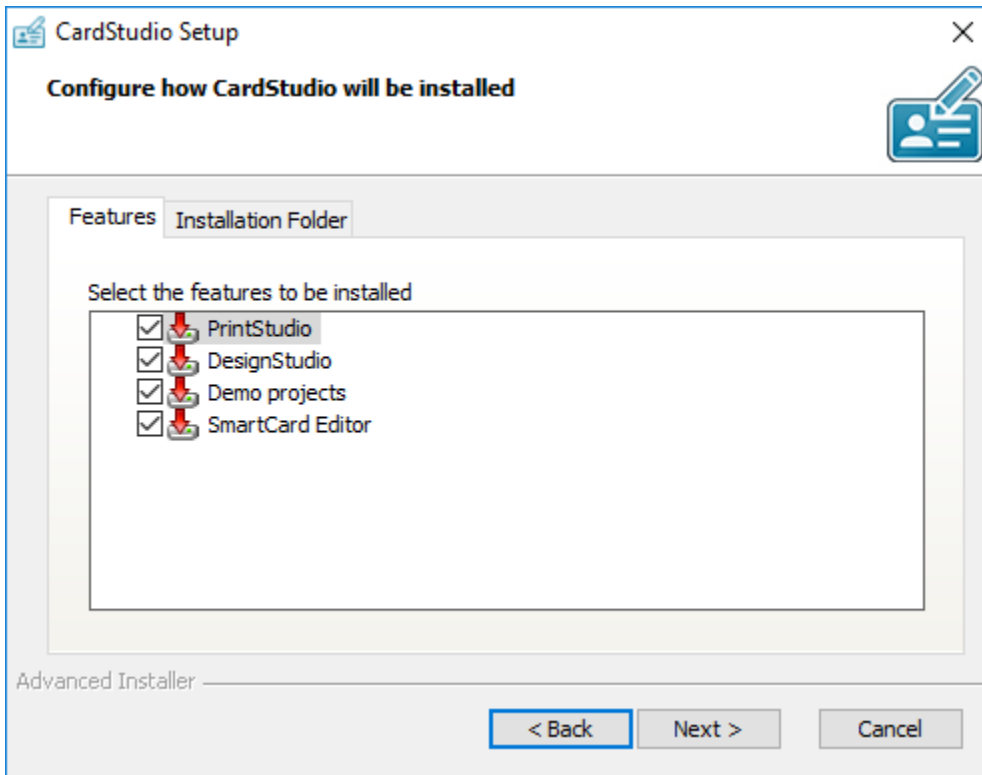 CardStudio Setup
Configure how CardStudio will be installed
Features Installation Folder
Select the features to be installed
PrintStudio
DesignStudio
Demo projects
SmartCard Editor
Advanced Installer
< Back Next > Cancel